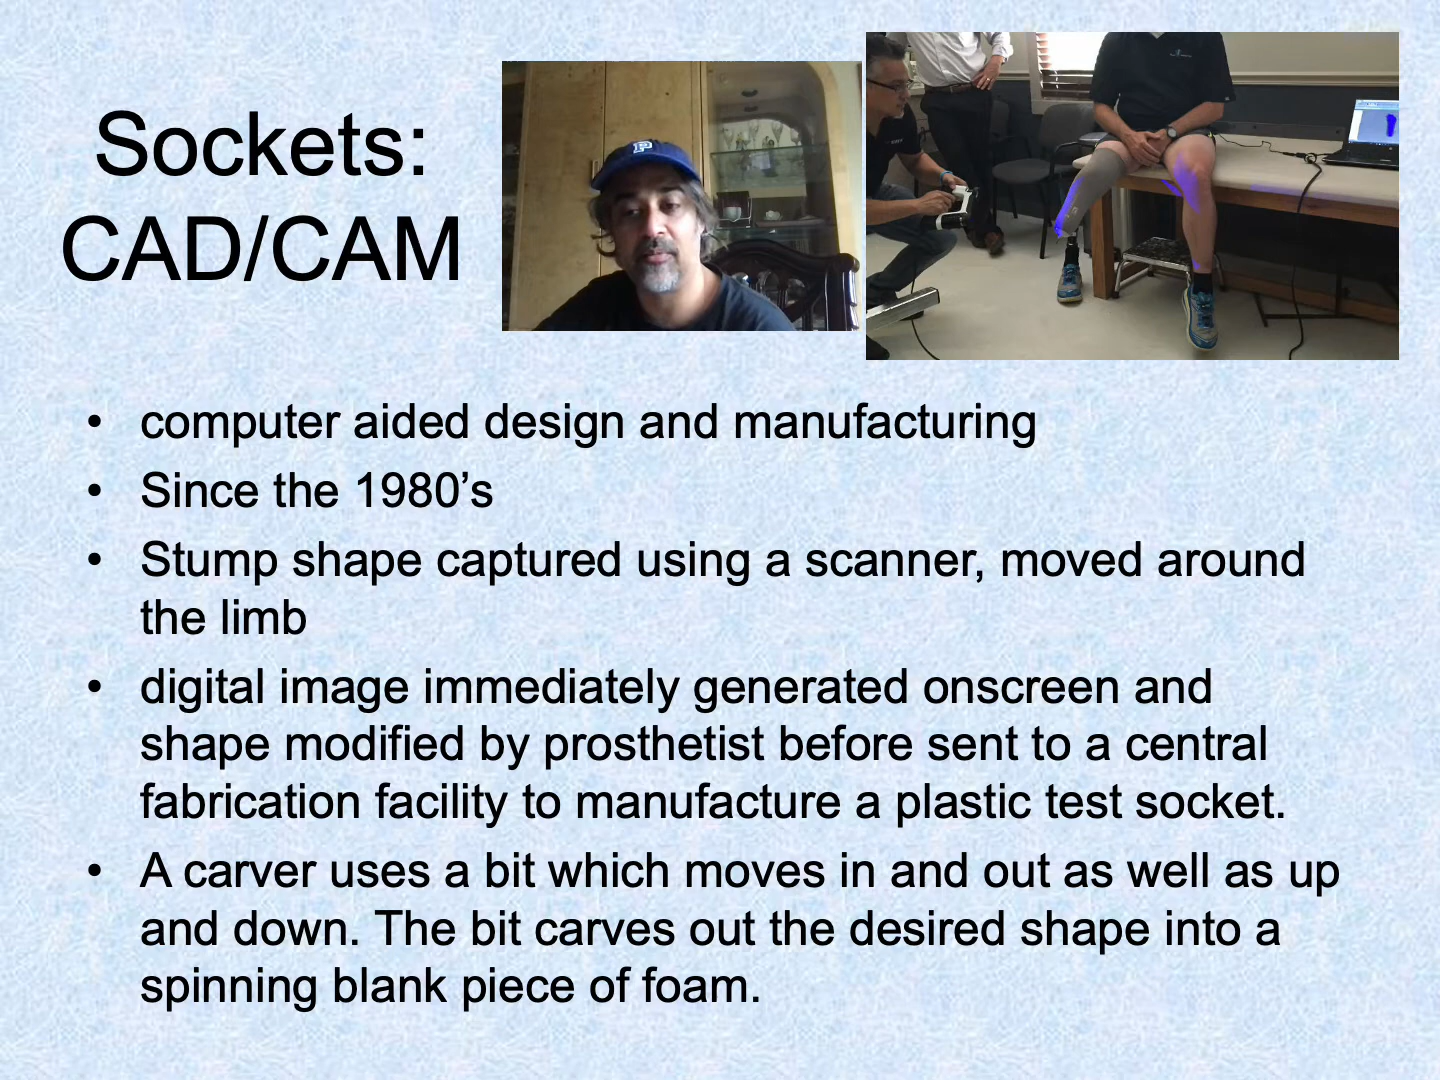 Sockets:
CAD/CAM
P
• computer aided design and manufacturing
• Since the 1980’s
• Stump shape captured using a scanner, moved around
the limb
• digital image immediately generated onscreen and
shape modified by prosthetist before sent to a central
fabrication facility to manufacture a plastic test socket.
• A carver uses a bit which moves in and out as well as up
and down. The bit carves out the desired shape into a
spinning blank piece of foam.